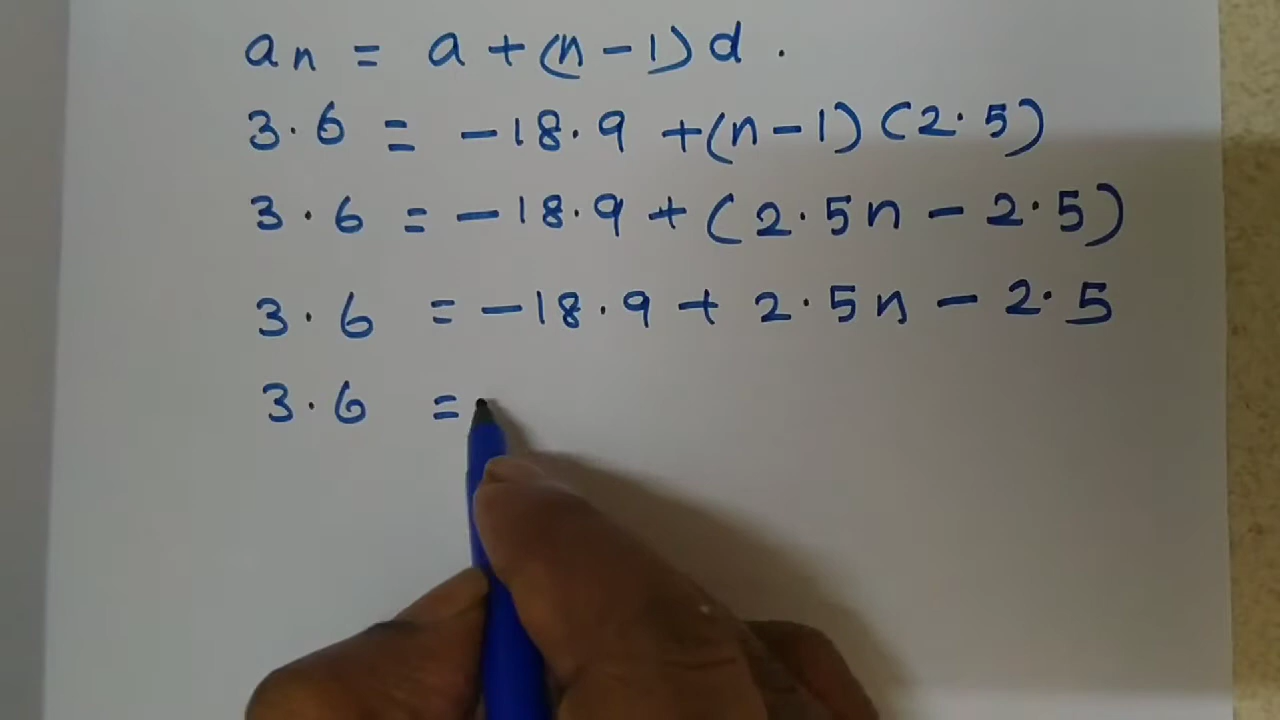 an = a + (n - 1) d .
3.6 = -18.9 + (n - 1) (2.5)
3.6 = -18.9 + (2.5n - 2.5)
3.6 = -18.9 + 2.5n - 2.5
3.6 =